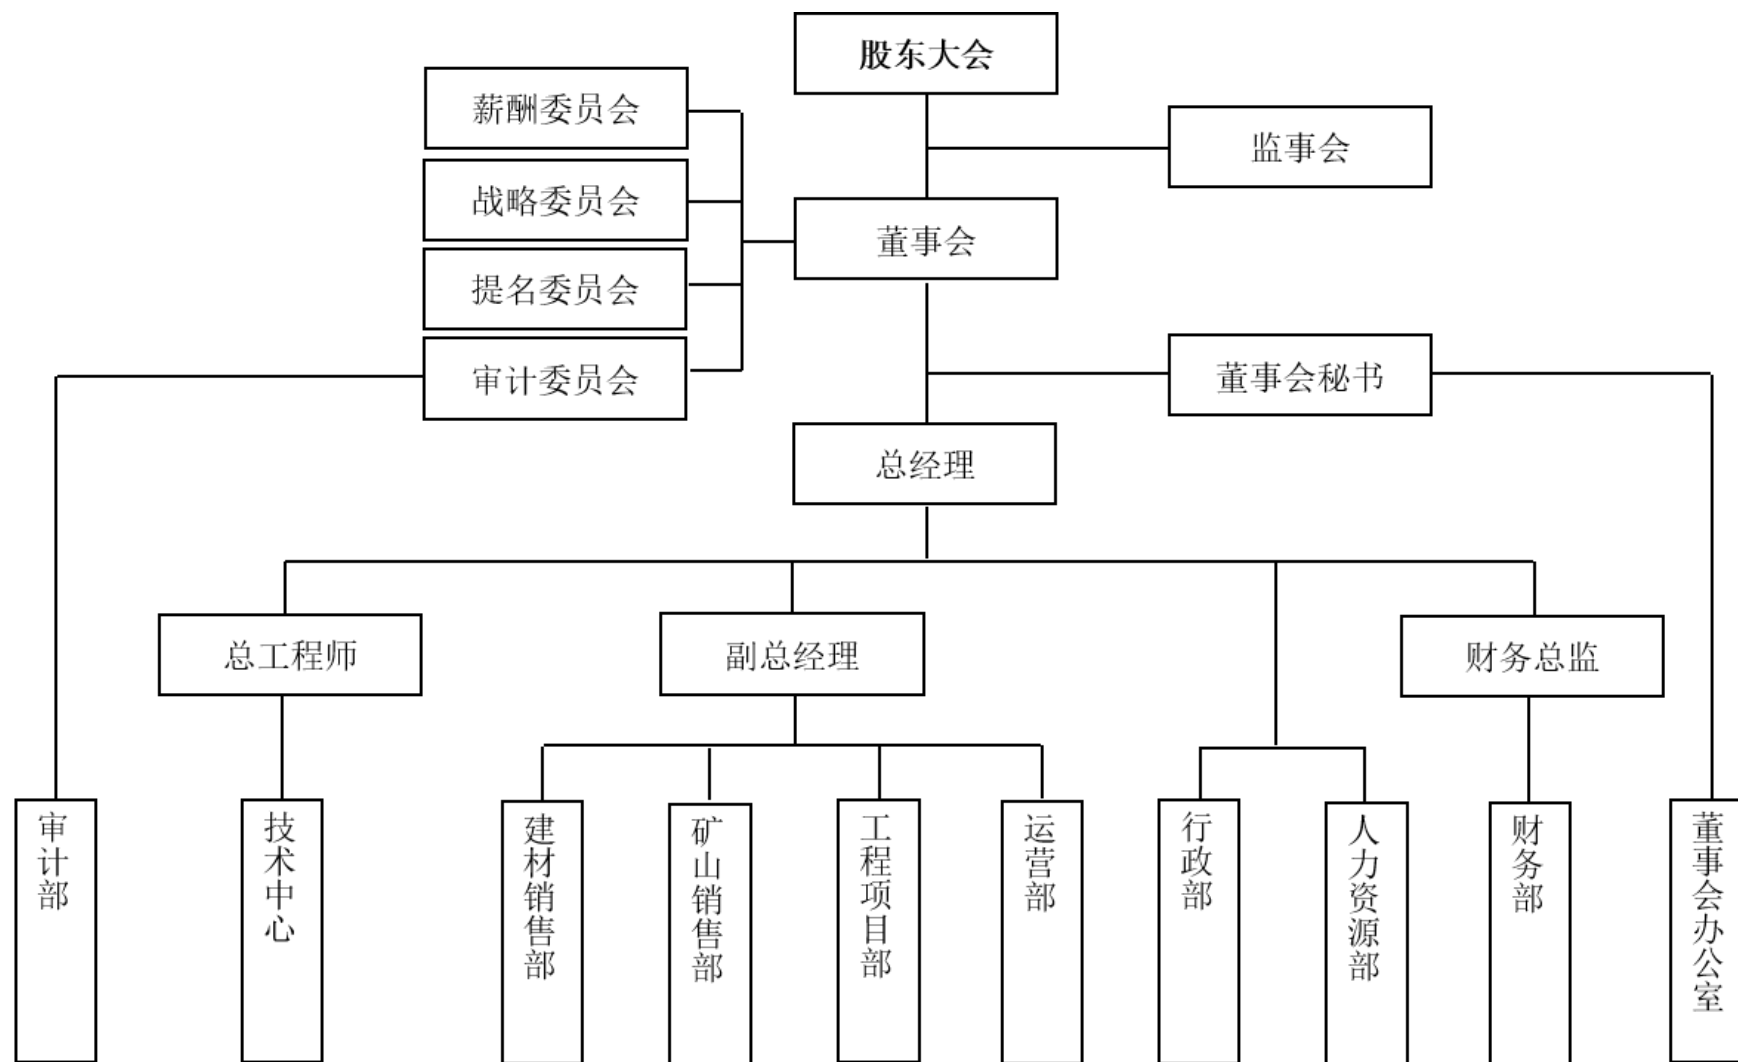 股东大会
薪酬委员会
监事会
战略委员会
董事会
提名委员会
审计委员会
董事会秘书
总经理
总工程师
副总经理
财务总监
审计部
技术中心
建材销售部
矿山销售部
工程项目部
运营部
行政部
人力资源部
财务部
董事会办公室